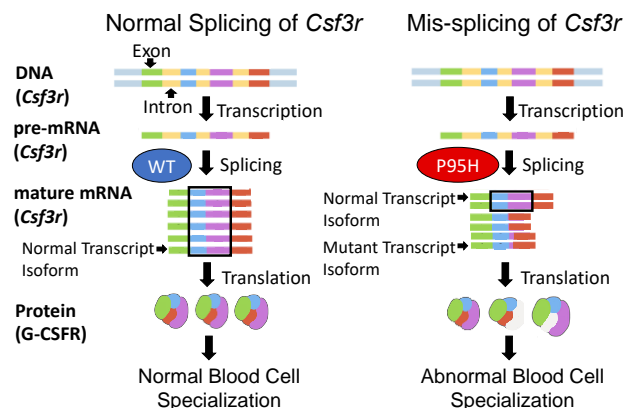 Normal Splicing of Csf3r
Mis-splicing of Csf3r
Exon
DNA
(Csf3r)
Intron
Transcription
Transcription
pre-mRNA
(Csf3r)
WT
Splicing
P95H
Splicing
mature mRNA
(Csf3r)
Normal Transcript
Isoform
Normal Transcript
Isoform
Mutant Transcript
Isoform
Translation
Translation
Protein
(G-CSFR)
Normal Blood Cell
Specialization
Abnormal Blood Cell
Specialization